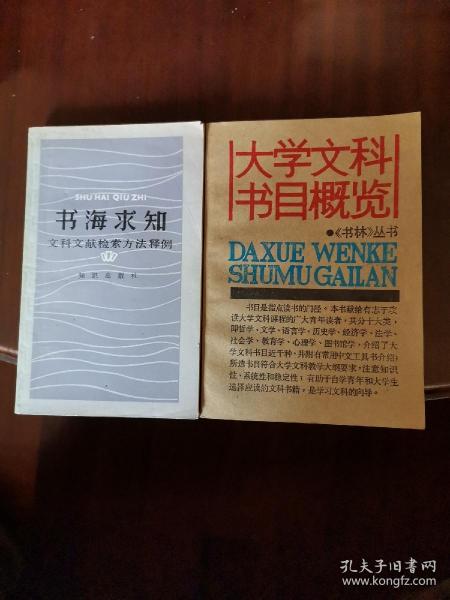 SHU HAI QIU ZHI
书海求知
文科文献检索方法释例
知识出版社
大学文科
书目概览
●《书林》丛书
DAXUE WENKE
SHUMU GAILAN
书目是指点读书的门径。本书献给有志于攻
读大学文科课程的广大青年读者，共分十大类，
即哲学、文学、语言学、历史学、经济学、法学、
社会学、教育学、心理学、图书馆学，介绍了大
学文科书目近千种，并附有常用中文工具书介绍；
所选书目符合大学文科教学大纲要求，注意知识
性、系统性和稳定性；有助于自学青年和大学生
选择应读的文科书籍，是学习文科的向导。
孔夫子旧书网
www.kongfz.com